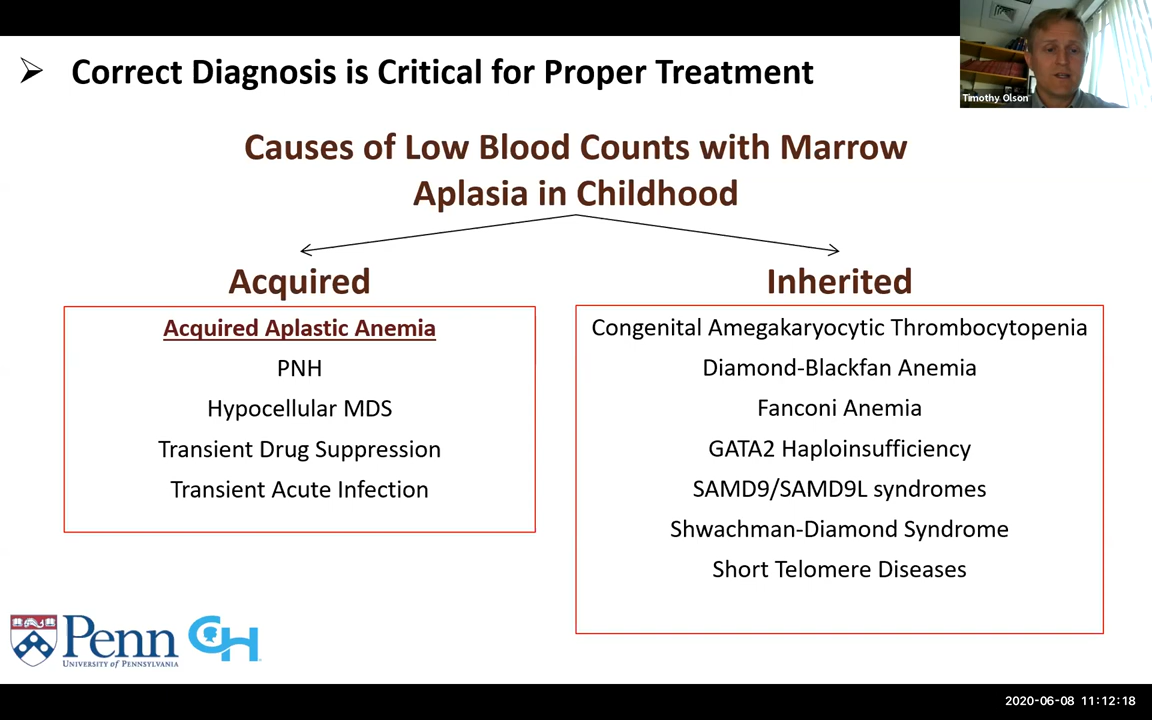 ➢ Correct Diagnosis is Critical for Proper Treatment
Timothy Olson
Causes of Low Blood Counts with Marrow
Aplasia in Childhood
Acquired
Acquired Aplastic Anemia
PNH
Hypocellular MDS
Transient Drug Suppression
Transient Acute Infection
Inherited
Congenital Amegakaryocytic Thrombocytopenia
Diamond-Blackfan Anemia
Fanconi Anemia
GATA2 Haploinsufficiency
SAMD9/SAMD9L syndromes
Shwachman-Diamond Syndrome
Short Telomere Diseases
Penn
UNIVERSITY OF PENNSYLVANIA
CH
2020-06-08 11:12:18